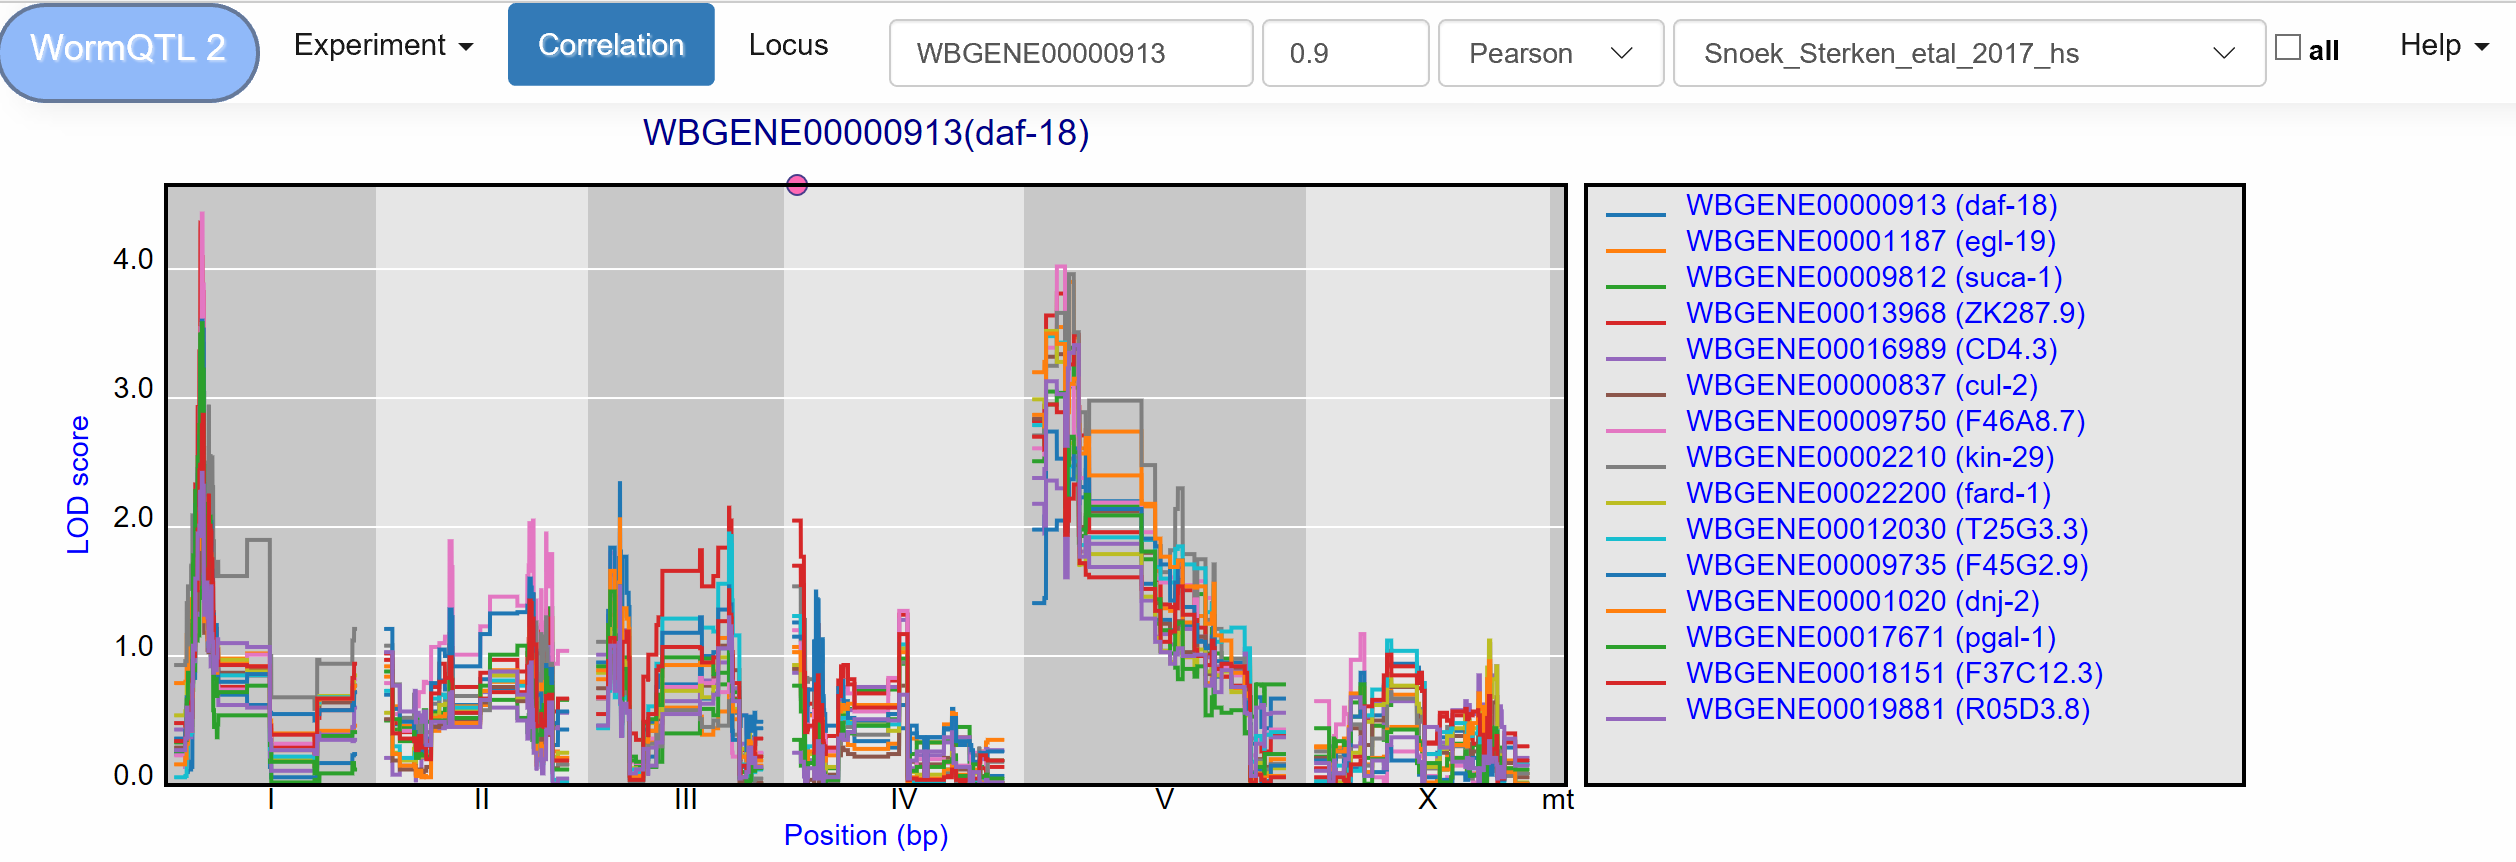 WormQTL 2 Experiment Correlation Locus WBGENE00000913 0.9 Pearson Snoek_Sterken_etal_2017_hs all Help
WBGENE00000913(daf-18)
4.0
3.0
2.0
1.0
0.0
LOD score
I II III IV V X mt
Position (bp)
WBGENE00000913 (daf-18)
WBGENE00001187 (egl-19)
WBGENE00009812 (suca-1)
WBGENE00013968 (ZK287.9)
WBGENE00016989 (CD4.3)
WBGENE00000837 (cul-2)
WBGENE00009750 (F46A8.7)
WBGENE00002210 (kin-29)
WBGENE00022200 (fard-1)
WBGENE00012030 (T25G3.3)
WBGENE00009735 (F45G2.9)
WBGENE00001020 (dnj-2)
WBGENE00017671 (pgal-1)
WBGENE00018151 (F37C12.3)
WBGENE00019881 (R05D3.8)